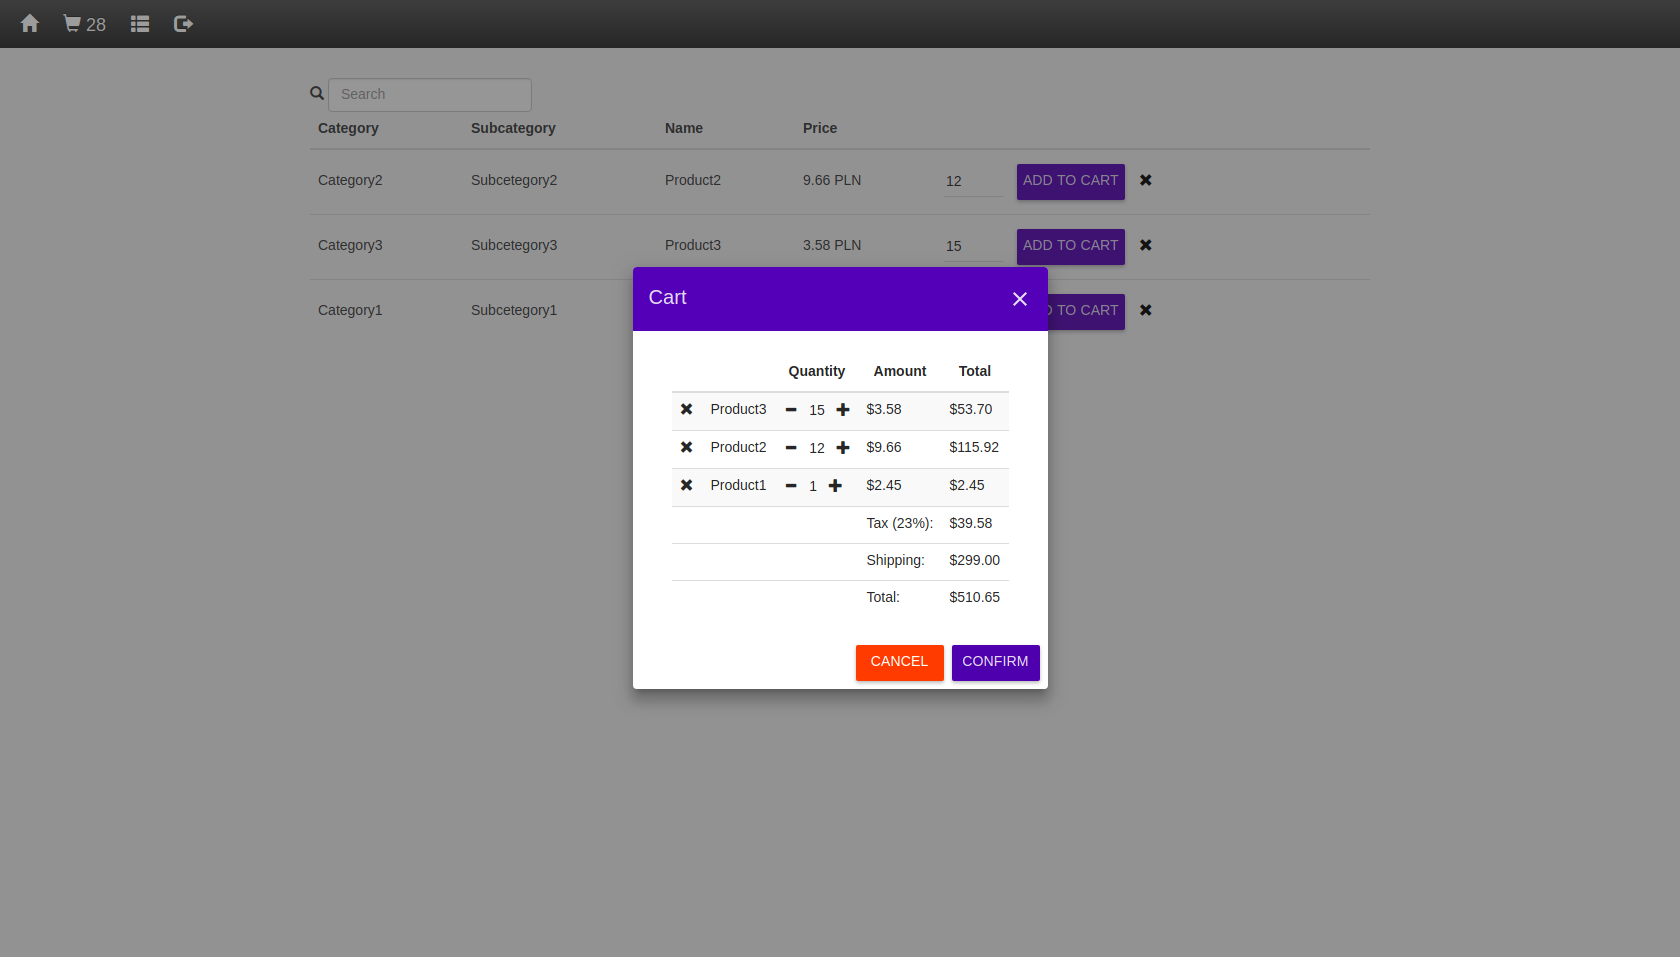 28
Search
Category Subcategory Name Price
Category2 Subcetegory2 Product2 9.66 PLN 12 ADD TO CART
Category3 Subcetegory3 Product3 3.58 PLN 15 ADD TO CART
Category1 Subcetegory1 TO CART
Cart
Quantity Amount Total
Product3 15 $3.58 $53.70
Product2 12 $9.66 $115.92
Product1 1 $2.45 $2.45
Tax (23%): $39.58
Shipping: $299.00
Total: $510.65
CANCEL CONFIRM